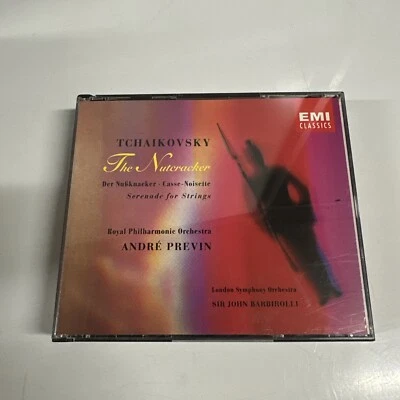 EMI
CLASSICS
TCHAIKOVSKY
The Nutcracker
Der Nußknacker · Casse-Noisette
Serenade for Strings
Royal Philharmonic Orchestra
ANDRÉ PREVIN
London Symphony Orchestra
SIR JOHN BARBIROLLI